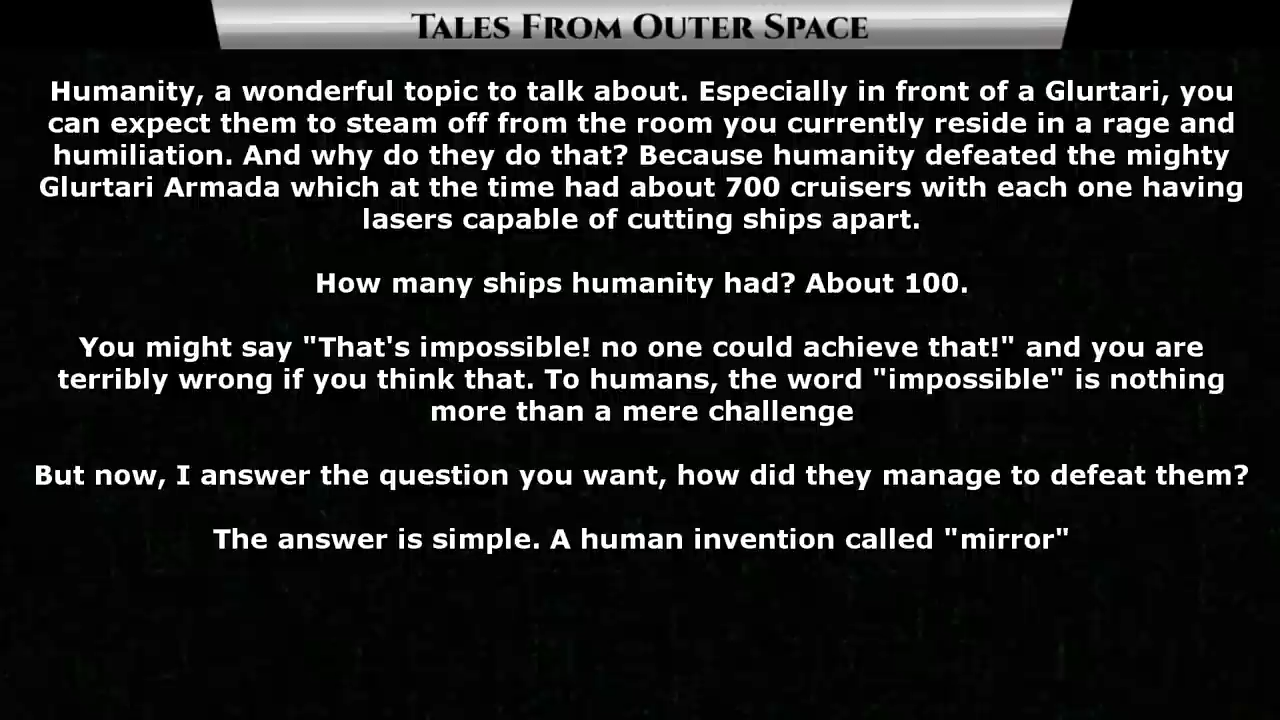 Tales From Outer Space
Humanity, a wonderful topic to talk about. Especially in front of a Glurtari, you
can expect them to steam off from the room you currently reside in a rage and
humiliation. And why do they do that? Because humanity defeated the mighty
Glurtari Armada which at the time had about 700 cruisers with each one having
lasers capable of cutting ships apart.
How many ships humanity had? About 100.
You might say "That's impossible! no one could achieve that!" and you are
terribly wrong if you think that. To humans, the word "impossible" is nothing
more than a mere challenge
But now, I answer the question you want, how did they manage to defeat them?
The answer is simple. A human invention called "mirror"